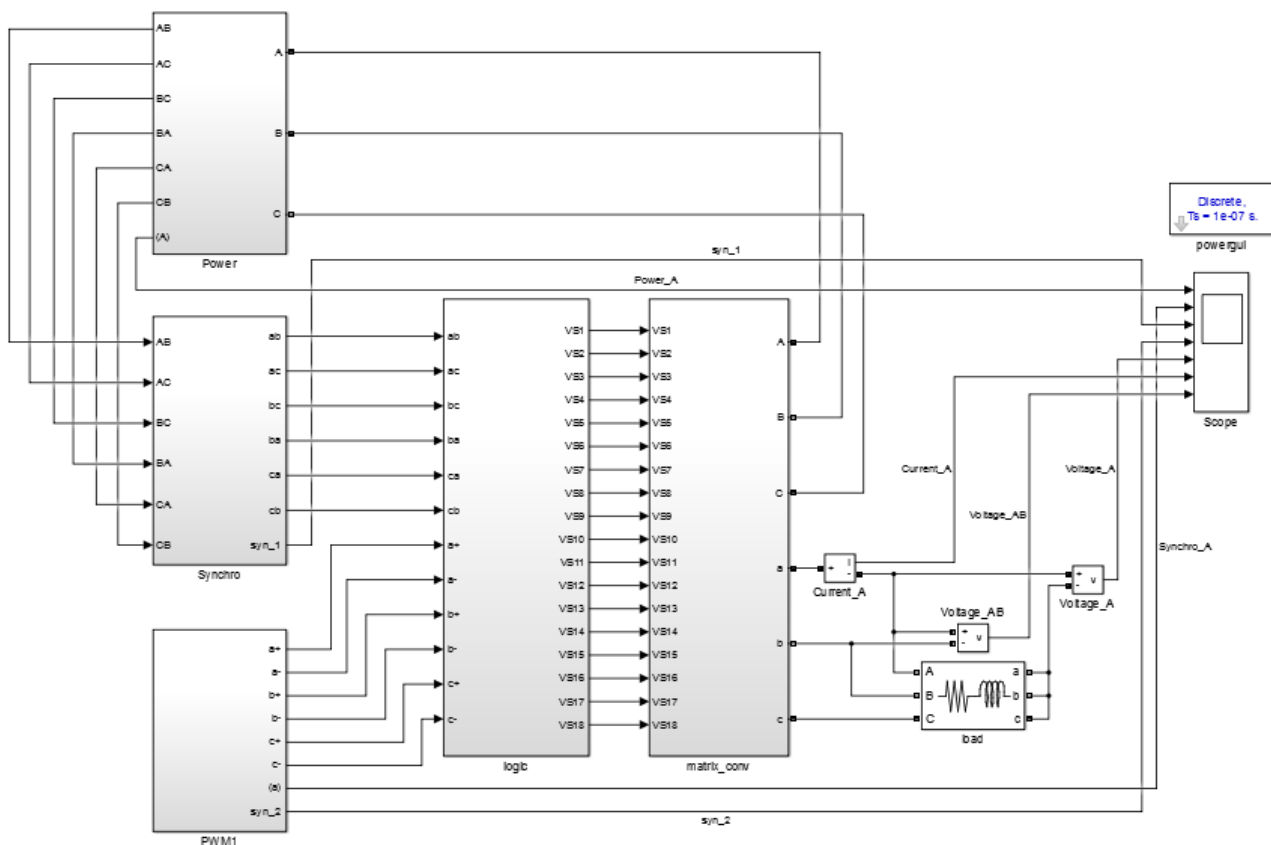 AB
AC
BC
BA
CA
CB
(A)
A
B
C
Power
Discrete,
Ts = 1e-07 s.
powergui
syn_1
Power_A
Scope
AB
AC
BC
BA
CA
CB
ab
ac
bc
ba
ca
cb
syn_1
Synchro
ab
ac
bc
ba
ca
cb
a+
a-
b+
b-
c+
c-
VS1
VS2
VS3
VS4
VS5
VS6
VS7
VS8
VS9
VS10
VS11
VS12
VS13
VS14
VS15
VS16
VS17
VS18
logic
VS1
VS2
VS3
VS4
VS5
VS6
VS7
VS8
VS9
VS10
VS11
VS12
VS13
VS14
VS15
VS16
VS17
VS18
A
B
C
a
b
c
matrix_conv
Current_A
Voltage_A
Voltage_AB
Synchro_A
+
-
I
Current_A
+
-
v
Voltage_A
Voltage_AB
+
-
v
A
B
C
a
b
c
load
a+
a-
b+
b-
c+
c-
(a)
syn_2
PWM1
syn_2